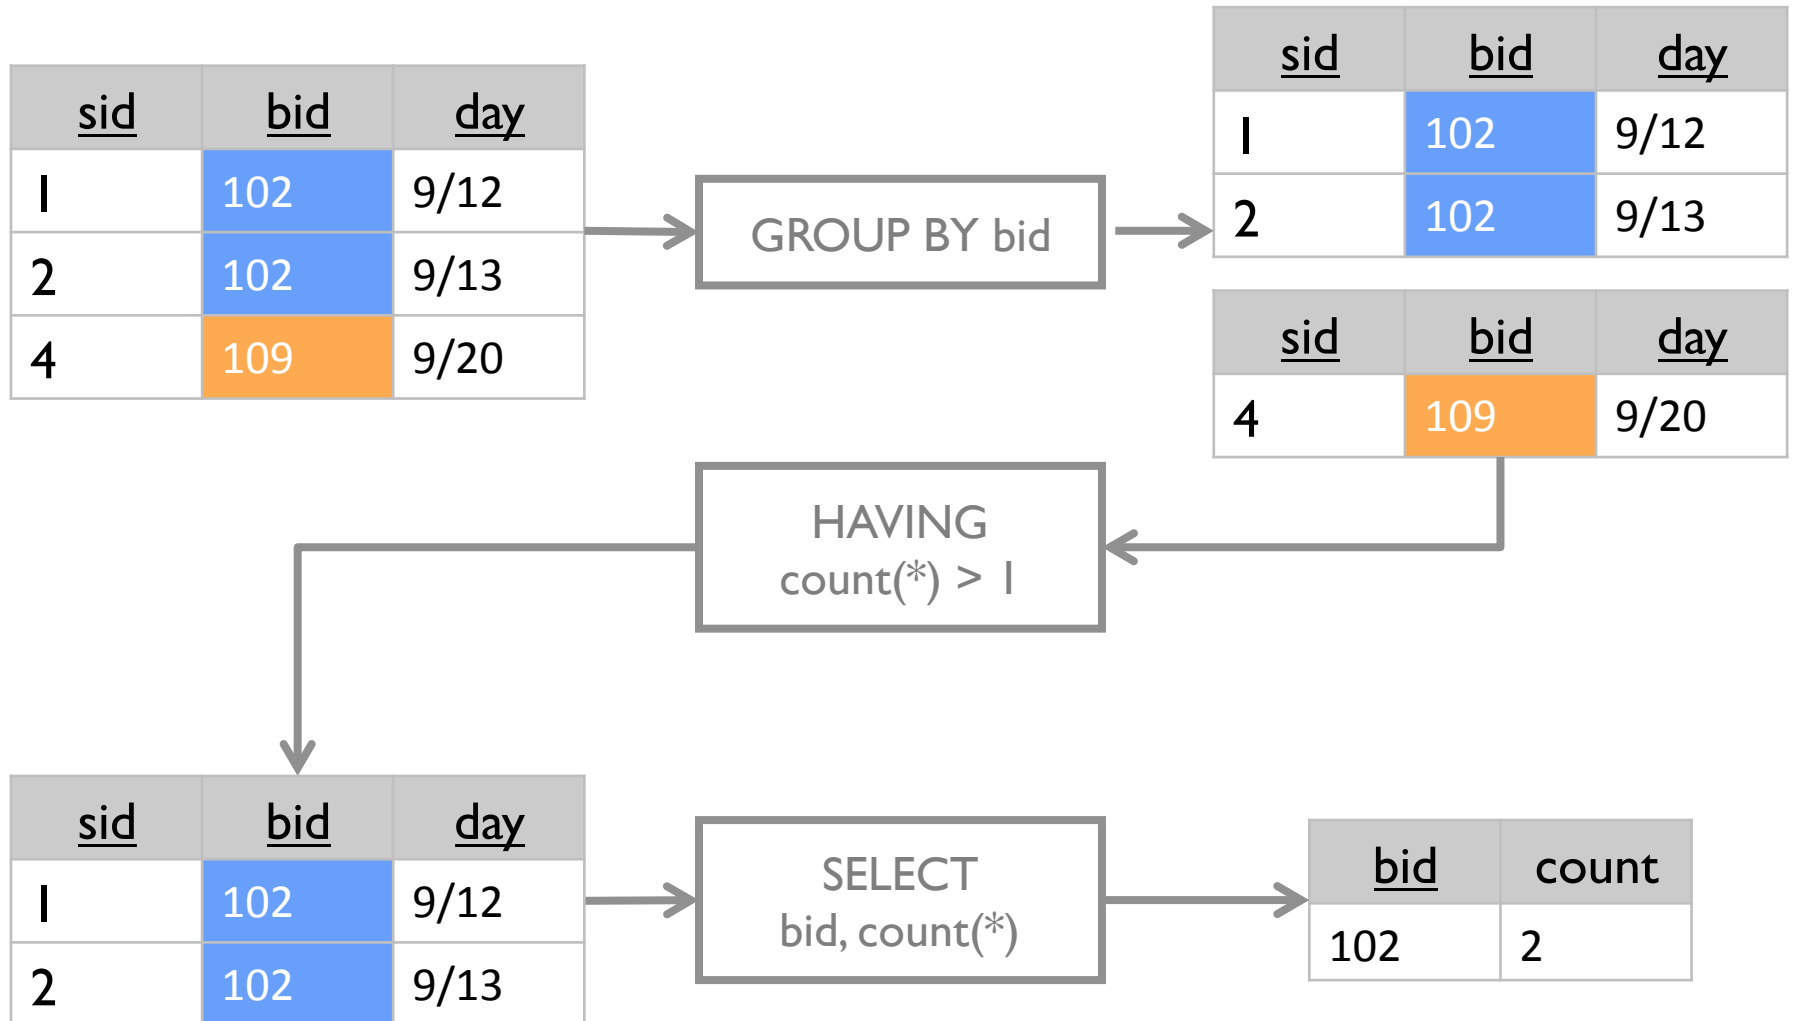 sid bid day
1 102 9/12
2 102 9/13
4 109 9/20
GROUP BY bid
sid bid day
1 102 9/12
2 102 9/13
sid bid day
4 109 9/20
HAVING
count(*) > 1
sid bid day
1 102 9/12
2 102 9/13
SELECT
bid, count(*)
bid count
102 2